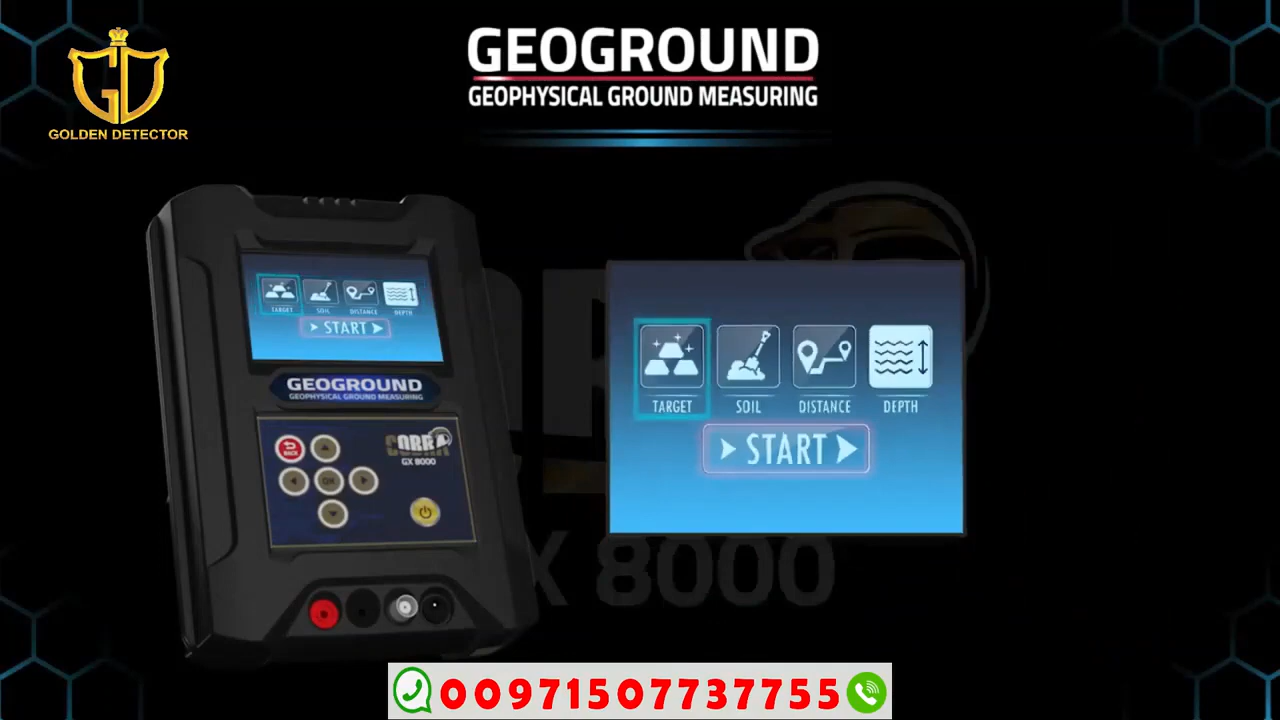 GEOGROUND
GEOPHYSICAL GROUND MEASURING
GOLDEN DETECTOR
TARGET SOIL DISTANCE DEPTH
START
GEOGROUND
GEOPHYSICAL GROUND MEASURING
BACK
OK
COBRA
GX 8000
TARGET SOIL DISTANCE DEPTH
START
X 8000
00971507737755